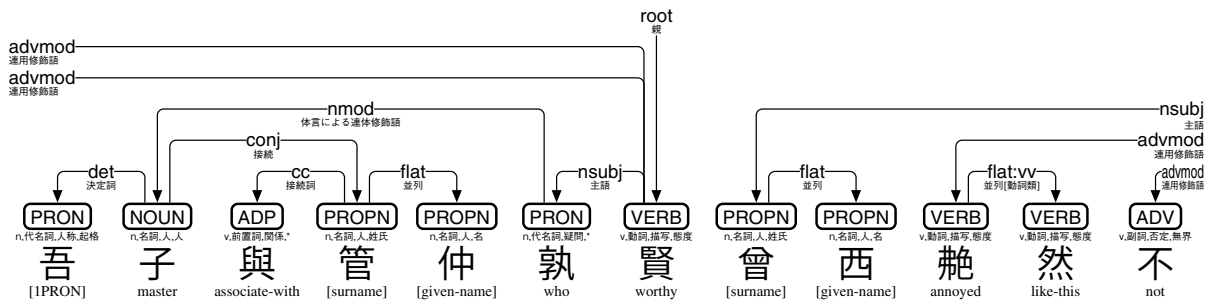 root
親
advmod
連用修飾語
advmod
連用修飾語
nmod
体言による連体修飾語
nsubj
主語
conj
接続
advmod
連用修飾語
det
決定詞
cc
接続詞
flat
並列
nsubj
主語
flat
並列
flat:vv
並列[動詞類]
advmod
連用修飾語
PRON NOUN ADP PROPN PROPN PRON VERB PROPN PROPN VERB VERB ADV
n,代名詞,人称,起格 n,名詞,人,人 v,前置詞,関係,* n,名詞,人,姓氏 n,名詞,人,名 n,代名詞,疑問,* v,動詞,描写,態度 n,名詞,人,姓氏 n,名詞,人,名 v,動詞,描写,態度 v,動詞,描写,態度 v,副詞,否定,無界
吾 子 與 管 仲 孰 賢 曾 西 艴 然 不
[1PRON] master associate-with [surname] [given-name] who worthy [surname] [given-name] annoyed like-this not